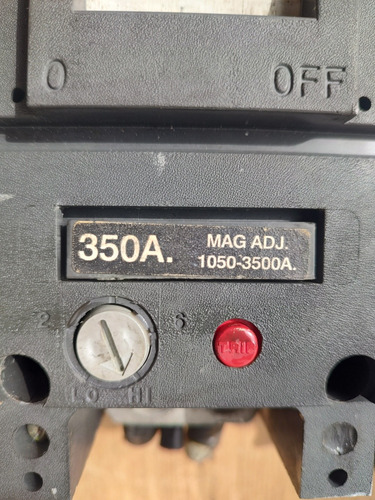 O OFF
350A. MAG ADJ.
1050-3500A.
2 6
LO HI